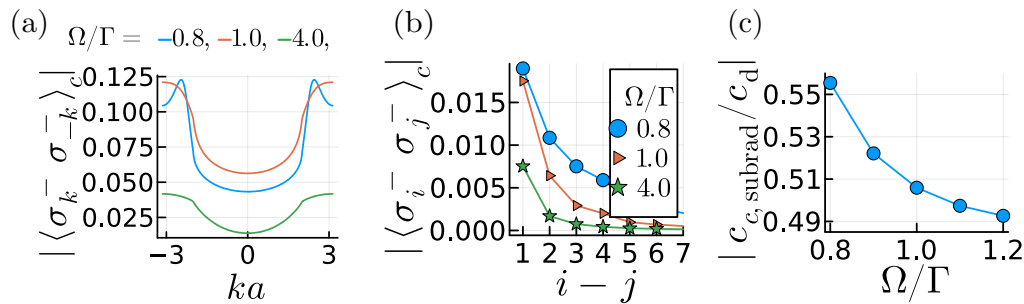 (a)
Ω/Γ = −0.8, −1.0, −4.0,
|⟨σ_k^− σ_{−k}^−⟩_c|
0.125
0.100
0.075
0.050
0.025
−3 0 3
ka
(b)
|⟨σ_i^− σ_j^−⟩_c|
0.015
0.010
0.005
0.000
Ω/Γ
0.8
1.0
4.0
1 2 3 4 5 6 7
i − j
(c)
|c_{c, subrad}/c_d|
0.55
0.53
0.51
0.49
0.8 1.0 1.2
Ω/Γ